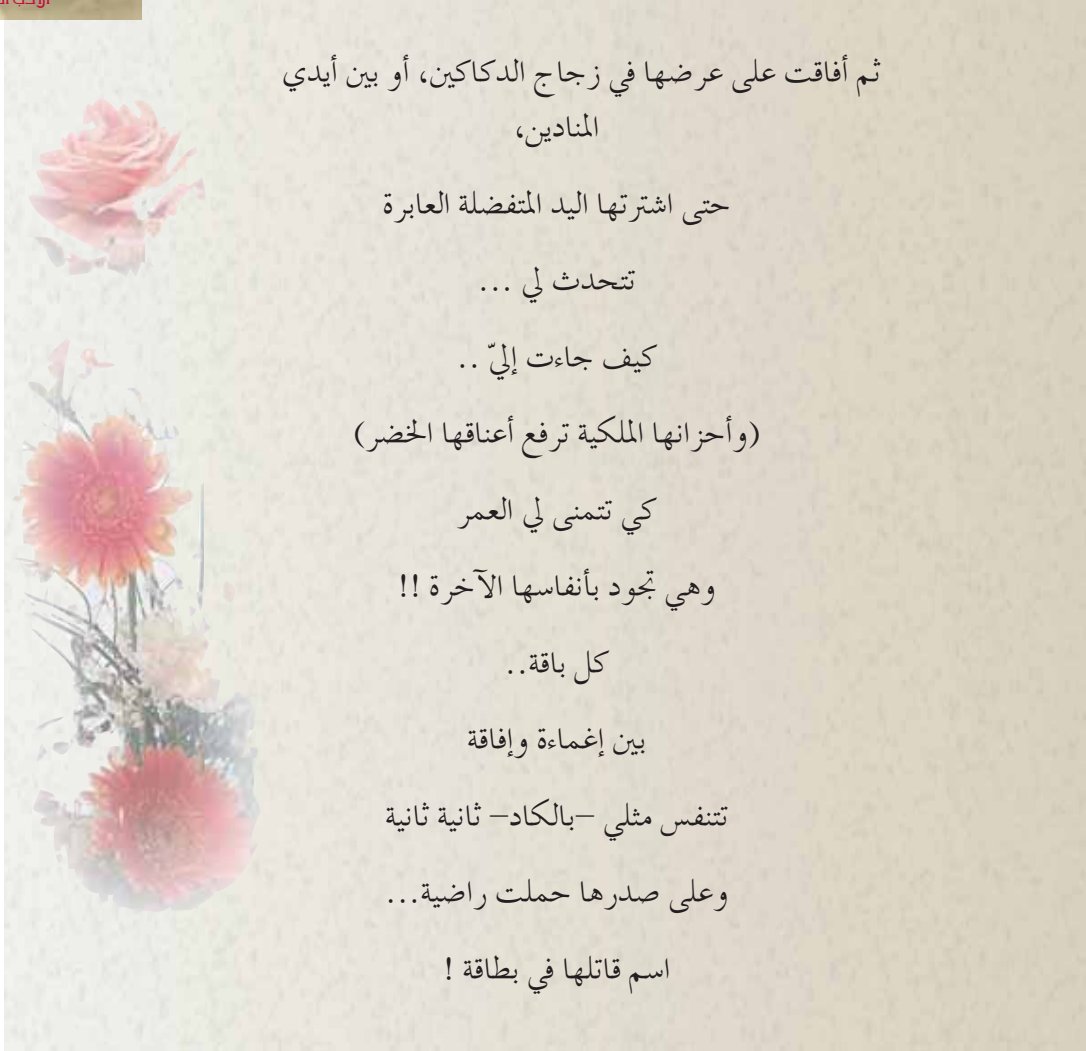 ثم أفاقت على عرضها في زجاج الدكاكين، أو بين أيدي
المنادين،
حتى اشترتها اليد المتفضلة العابرة
تتحدث لي ...
كيف جاءت إليّ ..
(وأحزانها الملكية ترفع أعناقها الخضر)
كي تتمنى لي العمر
وهي تجود بأنفاسها الآخرة !!
كل باقة..
بين إغماءة وإفاقة
تتنفس مثلي –بالكاد– ثانية ثانية
وعلى صدرها حملت راضية...
اسم قاتلها في بطاقة !